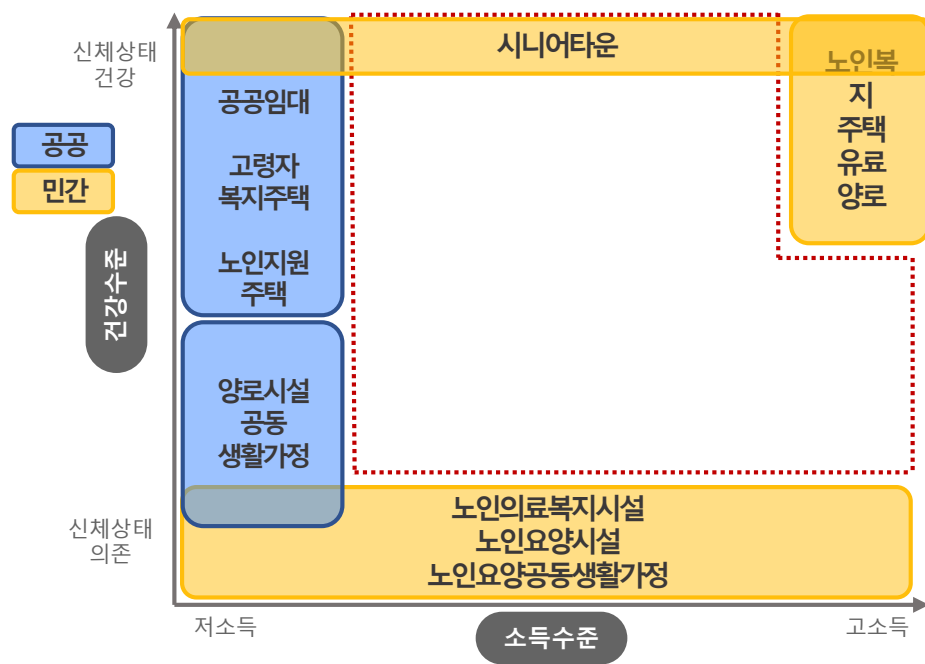 신체상태
건강
시니어타운
노인복
지
주택
유료
양로
공공임대
고령자
복지주택
노인지원
주택
공공
민간
건강수준
양로시설
공동
생활가정
신체상태
의존
노인의료복지시설
노인요양시설
노인요양공동생활가정
저소득
소득수준
고소득